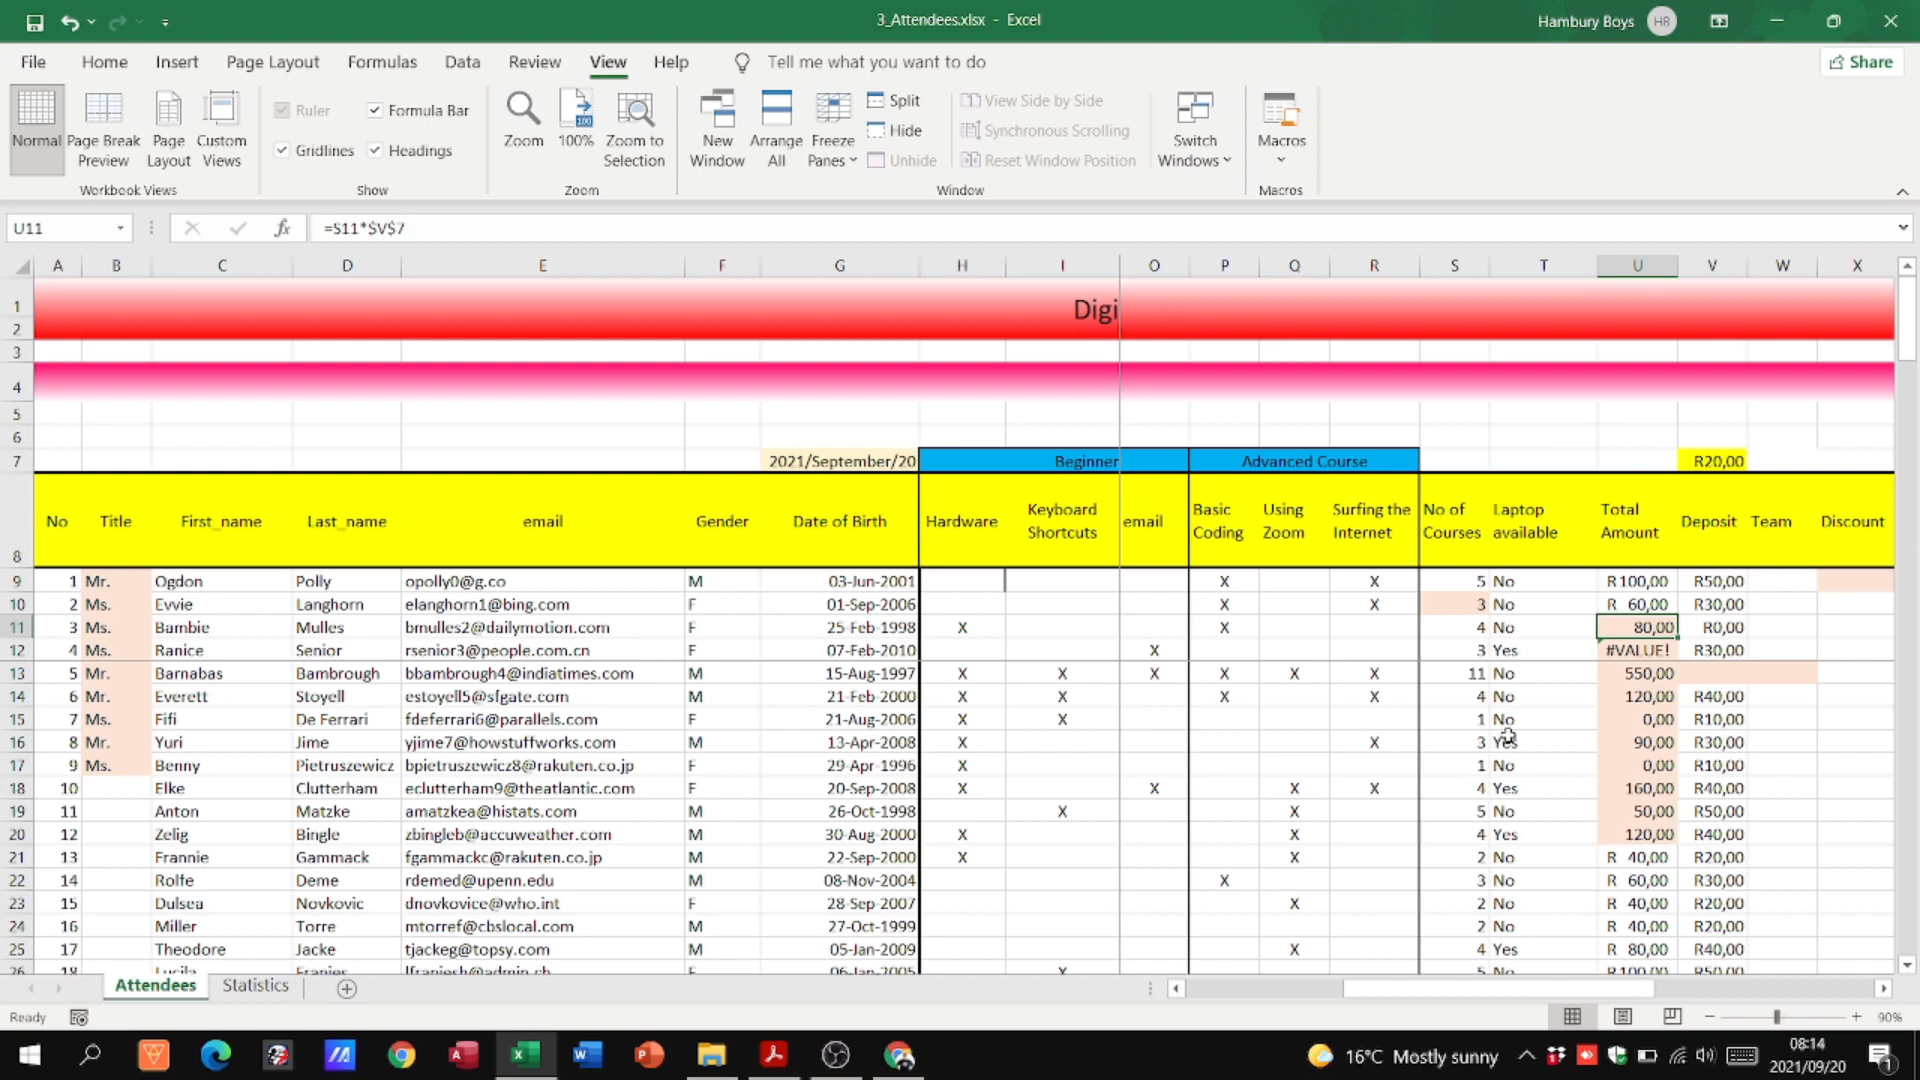 3_Attendees.xlsx - Excel
Hambury Boys HB
File Home Insert Page Layout Formulas Data Review View Help Tell me what you want to do Share
Normal Page Break Preview Page Layout Custom Views
Ruler Formula Bar
Gridlines Headings
Zoom 100% Zoom to Selection
New Window Arrange All Freeze Panes
Split Hide Unhide
View Side by Side
Synchronous Scrolling
Reset Window Position
Switch Windows Macros
Workbook Views Show Zoom Window Macros
U11 fx =S11*$V$7
A B C D E F G H I O P Q R S T U V W X
1 Digi
2
3
4
5
6
7 2021/September/20 Beginner Advanced Course R20,00
8 No Title First_name Last_name email Gender Date of Birth Hardware Keyboard Shortcuts email Basic Coding Using Zoom Surfing the Internet No of Courses Laptop available Total Amount Deposit Team Discount
9 1 Mr. Ogdon Polly opolly0@g.co M 03-Jun-2001 X X 5 No R100,00 R50,00
10 2 Ms. Evvie Langhorn elanghorn1@bing.com F 01-Sep-2006 X X 3 No R 60,00 R30,00
11 3 Ms. Bambie Mulles bmulles2@dailymotion.com F 25-Feb-1998 X X 4 No 80,00 R0,00
12 4 Ms. Ranice Senior rsenior3@people.com.cn F 07-Feb-2010 X 3 Yes #VALUE! R30,00
13 5 Mr. Barnabas Bambrough bbambrough4@indiatimes.com M 15-Aug-1997 X X X X X X 11 No 550,00
14 6 Mr. Everett Stoyell estoyell5@sfgate.com M 21-Feb-2000 X X X X 4 No 120,00 R40,00
15 7 Ms. Fifi De Ferrari fdeferrari6@parallels.com F 21-Aug-2006 X X 1 No 0,00 R10,00
16 8 Mr. Yuri Jime yjime7@howstuffworks.com M 13-Apr-2008 X X 3 Yes 90,00 R30,00
17 9 Ms. Benny Pietruszewicz bpietruszewicz8@rakuten.co.jp F 29-Apr-1996 X 1 No 0,00 R10,00
18 10 Elke Clutterham eclutterham9@theatlantic.com F 20-Sep-2008 X X X X 4 Yes 160,00 R40,00
19 11 Anton Matzke amatzkea@histats.com M 26-Oct-1998 X X 5 No 50,00 R50,00
20 12 Zelig Bingle zbingleb@accuweather.com M 30-Aug-2000 X X 4 Yes 120,00 R40,00
21 13 Frannie Gammack fgammackc@rakuten.co.jp M 22-Sep-2000 X X 2 No R 40,00 R20,00
22 14 Rolfe Deme rdemed@upenn.edu M 08-Nov-2004 X 3 No R 60,00 R30,00
23 15 Dulsea Novkovic dnovkovice@who.int F 28-Sep-2007 X 2 No R 40,00 R20,00
24 16 Miller Torre mtorref@cbslocal.com M 27-Oct-1999 2 No R 40,00 R20,00
25 17 Theodore Jacke tjackeg@topsy.com M 05-Jan-2009 X 4 Yes R 80,00 R40,00
26 18 F 06-Jan-2005 X 5 No R100,00 R50,00
Attendees Statistics
Ready 90%
16°C Mostly sunny 08:14
2021/09/20 1